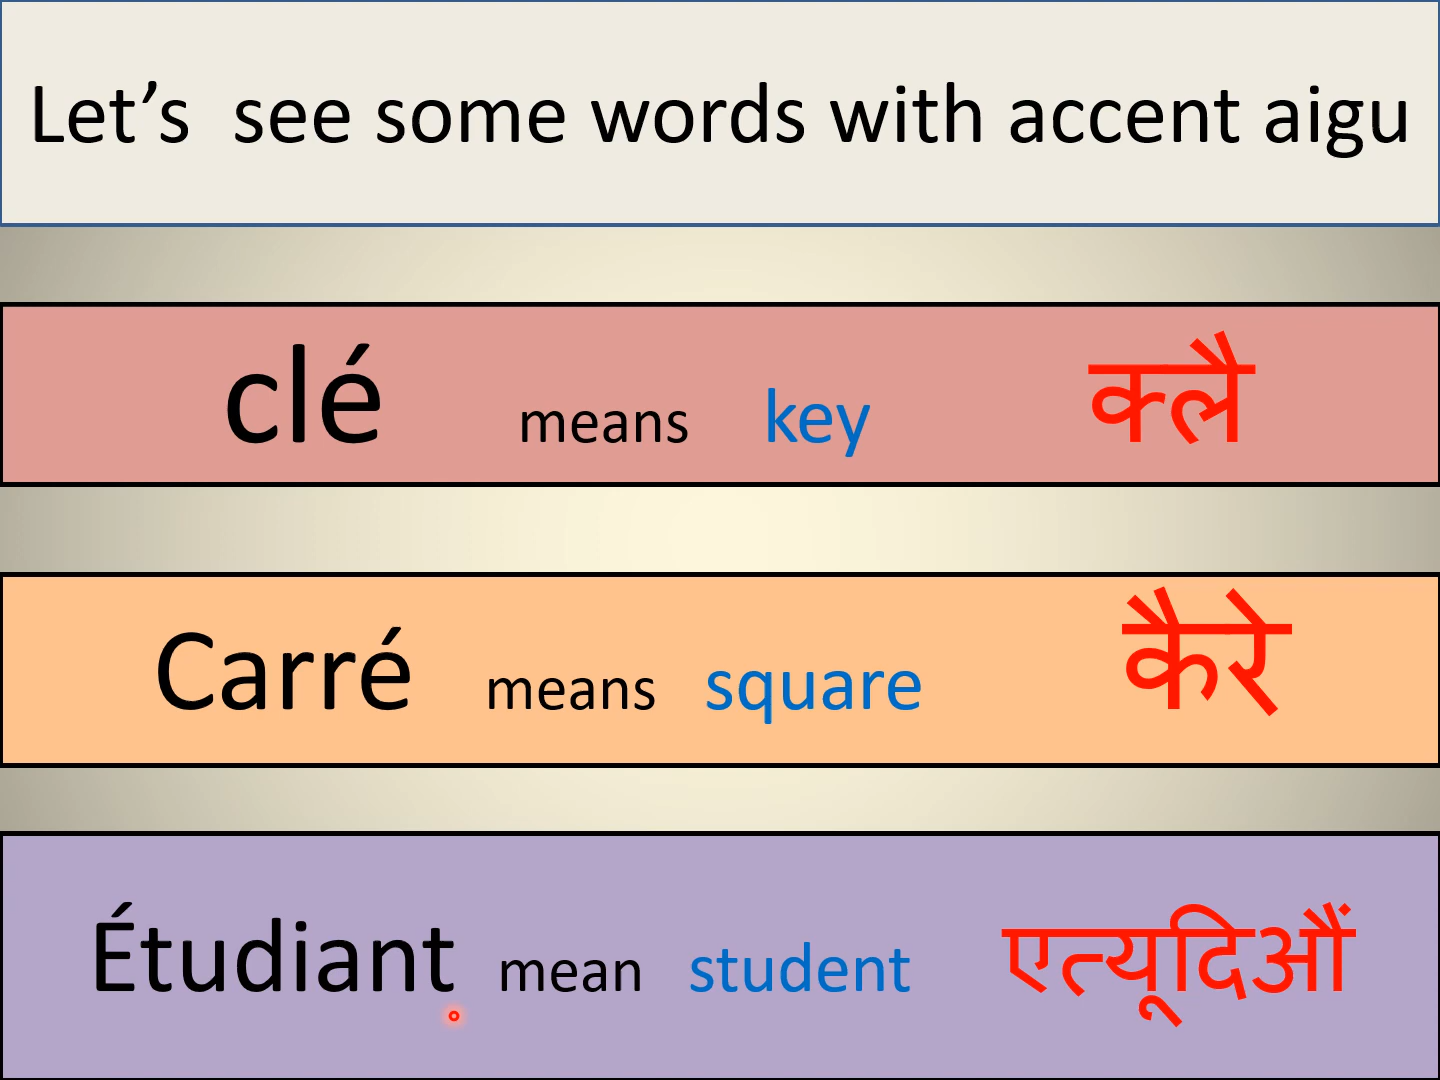 Let’s  see some words with accent aigu
clé means key क्लै
Carré means square कैरे
Étudiant mean student एत्यूदिओं